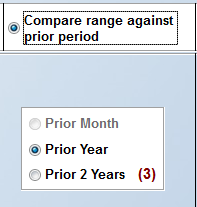 Compare range against
prior period
Prior Month
Prior Year
Prior 2 Years (3)